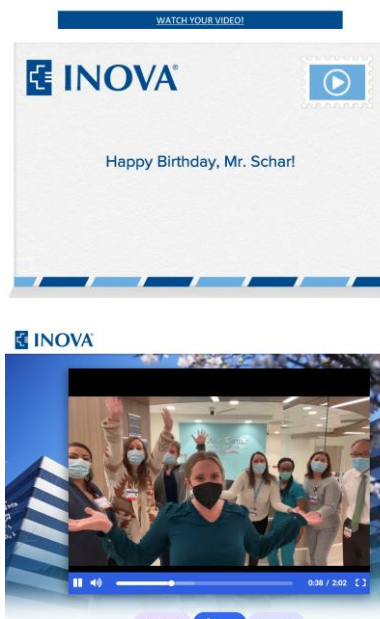 WATCH YOUR VIDEO!
INOVA®
Happy Birthday, Mr. Schar!
INOVA
0:38 / 2:02